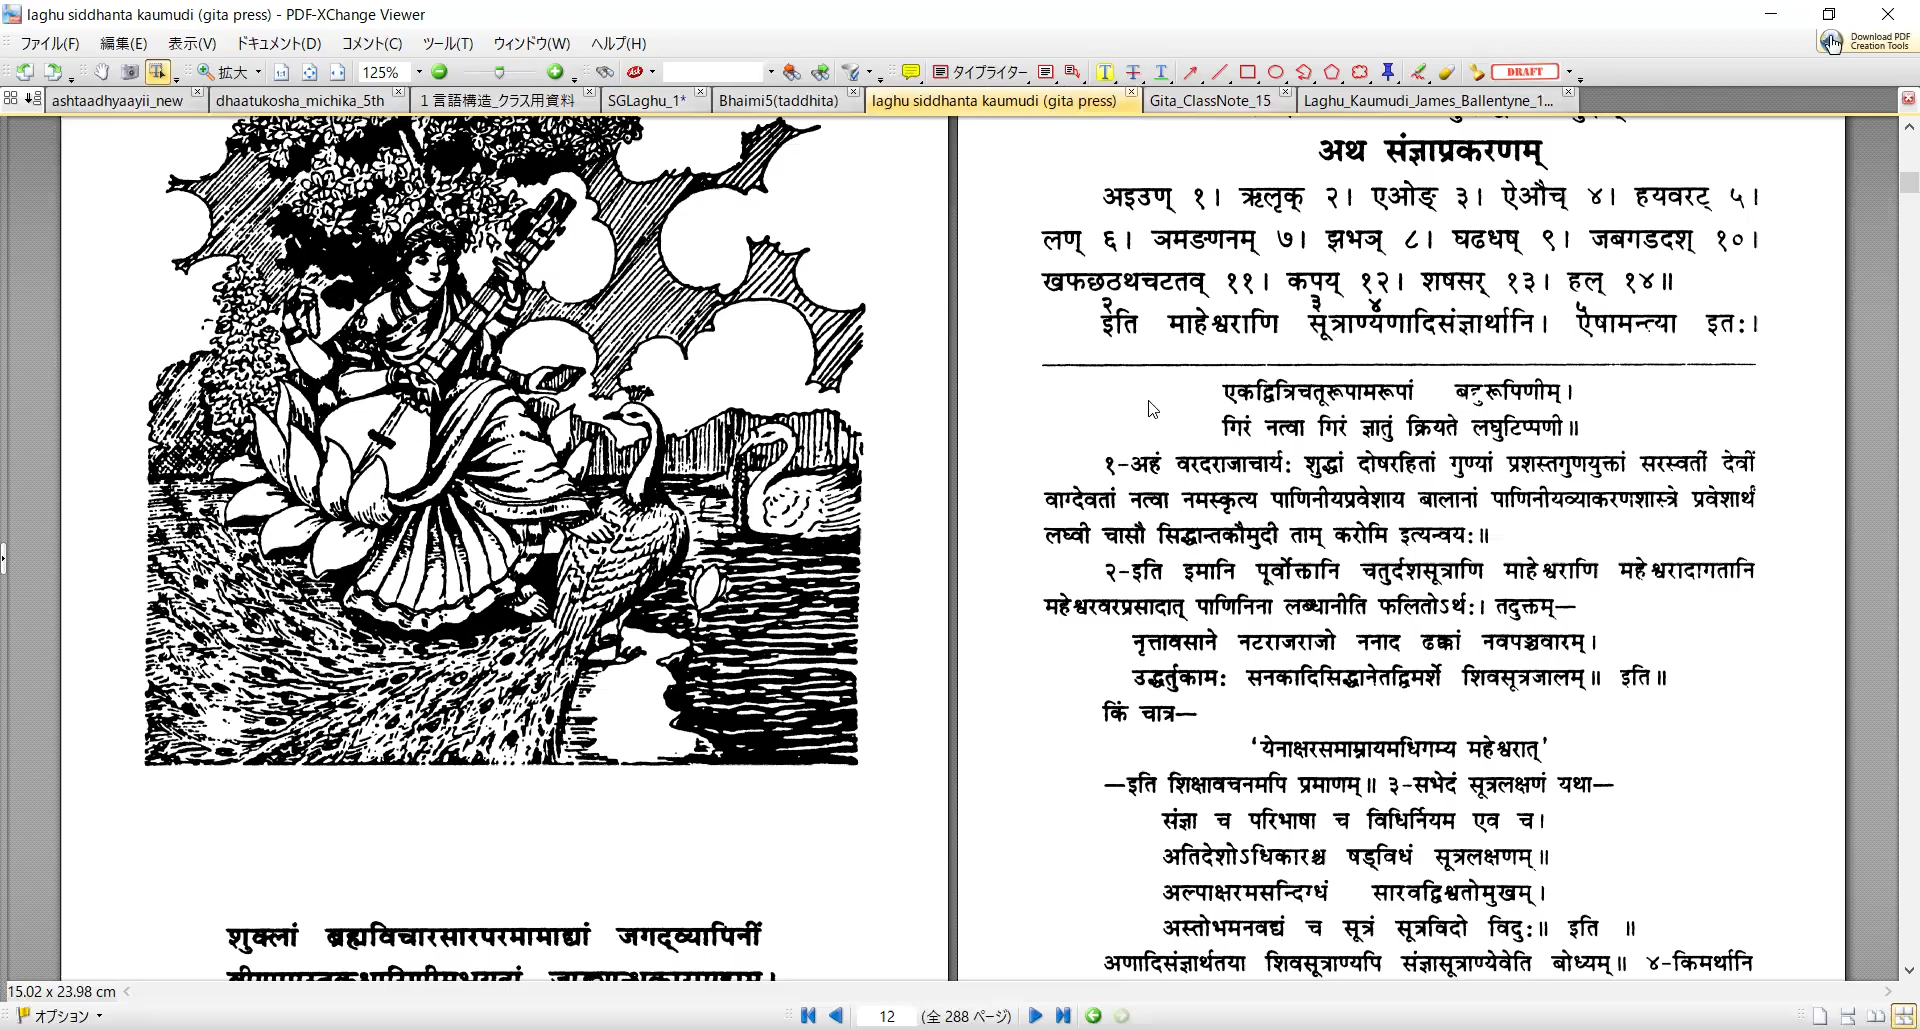 laghu siddhanta kaumudi (gita press) - PDF-XChange Viewer
ファイル(F) 編集(E) 表示(V) ドキュメント(D) コメント(C) ツール(T) ウィンドウ(W) ヘルプ(H)
Download PDF
Creation Tools
拡大 125% タイプライター DRAFT
ashtaadhyaayii_new dhaatukosha_michika_5th 1 言語構造_クラス用資料 SGLaghu_1* Bhaimi5(taddhita) laghu siddhanta kaumudi (gita press) Gita_ClassNote_15 Laghu_Kaumudi_James_Ballentyne_1...
शुक्लां ब्रह्मविचारसारपरमामाद्यां जगद्व्यापिनीं
अथ संज्ञाप्रकरणम्
अइउण् १। ऋलृक् २। एओङ् ३। ऐऔच् ४। हयवरट् ५।
लण् ६। ञमङणनम् ७। झभञ् ८। घढधष् ९। जबगडदश् १०।
खफछठथचटतव् ११। कपय् १२। शषसर् १३। हल् १४॥
२ ३ ४ ५
इति माहेश्वराणि सूत्राण्यणादिसंज्ञार्थानि। एषामन्त्या इतः।
एकद्वित्रिचतूरूपामरूपां बहुरूपिणीम्।
गिरं नत्वा गिरं ज्ञातुं क्रियते लघुटिप्पणी॥
१-अहं वरदराजाचार्यः शुद्धां दोषरहितां गुण्यां प्रशस्तगुणयुक्तां सरस्वतीं देवीं
वाग्देवतां नत्वा नमस्कृत्य पाणिनीयप्रवेशाय बालानां पाणिनीयव्याकरणशास्त्रे प्रवेशार्थं
लघ्वी चासौ सिद्धान्तकौमुदी ताम् करोमि इत्यन्वयः॥
२-इति इमानि पूर्वोक्तानि चतुर्दशसूत्राणि माहेश्वराणि महेश्वरादागतानि
महेश्वरवरप्रसादात् पाणिनिना लब्धानीति फलितोऽर्थः। तदुक्तम्—
नृत्तावसाने नटराजराजो ननाद ढक्कां नवपञ्चवारम्।
उद्धर्तुकामः सनकादिसिद्धानेतद्विमर्शे शिवसूत्रजालम्॥ इति॥
किं चात्र—
‘येनाक्षरसमाम्नायमधिगम्य महेश्वरात्’
—इति शिक्षावचनमपि प्रमाणम्॥ ३-सभेदं सूत्रलक्षणं यथा—
संज्ञा च परिभाषा च विधिर्नियम एव च।
अतिदेशोऽधिकारश्च षड्विधं सूत्रलक्षणम्॥
अल्पाक्षरमसन्दिग्धं सारवद्विश्वतोमुखम्।
अस्तोभमनवद्यं च सूत्रं सूत्रविदो विदुः॥ इति ॥
अणादिसंज्ञार्थतया शिवसूत्राण्यपि संज्ञासूत्राण्येवेति बोध्यम्॥ ४-किमर्थानि
15.02 x 23.98 cm
オプション 12 (全 288 ページ)